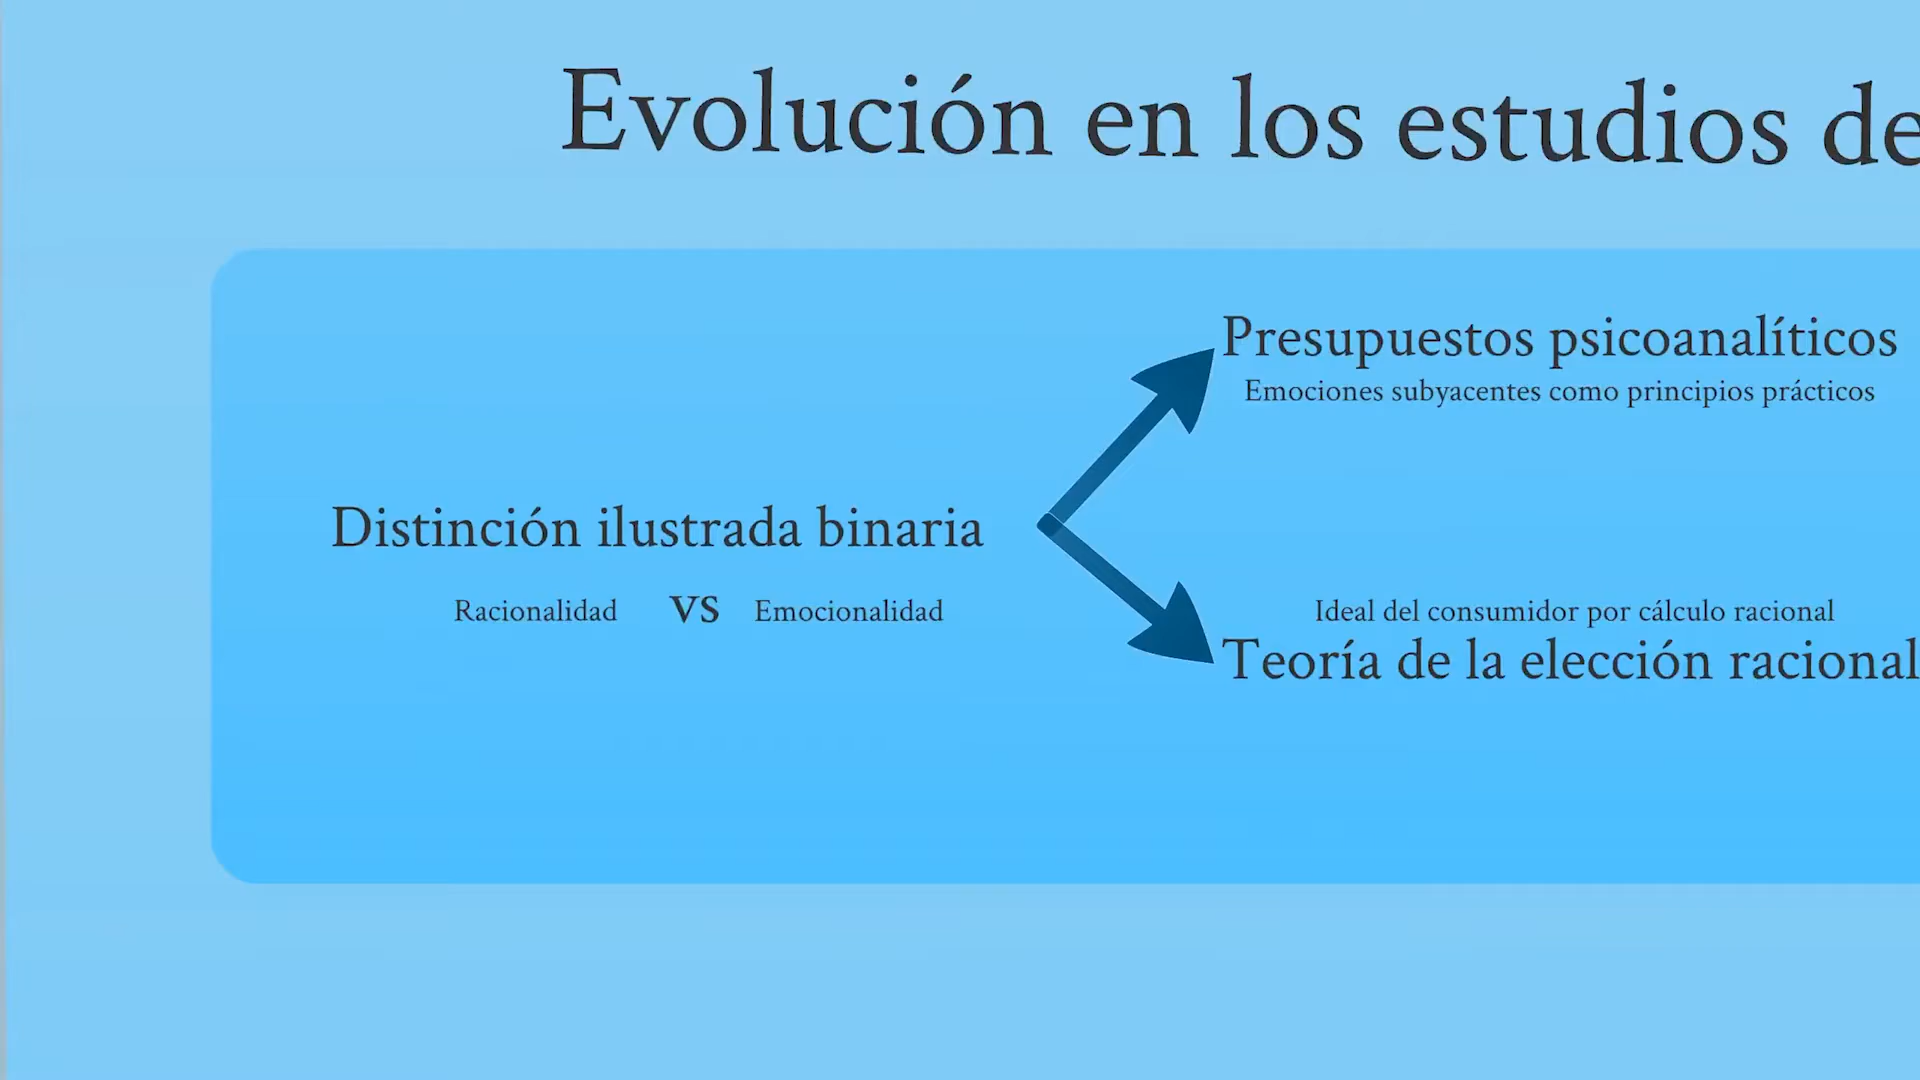 Evolución en los estudios de
Presupuestos psicoanalíticos
Emociones subyacentes como principios prácticos
Distinción ilustrada binaria
Racionalidad vs Emocionalidad
Ideal del consumidor por cálculo racional
Teoría de la elección racional